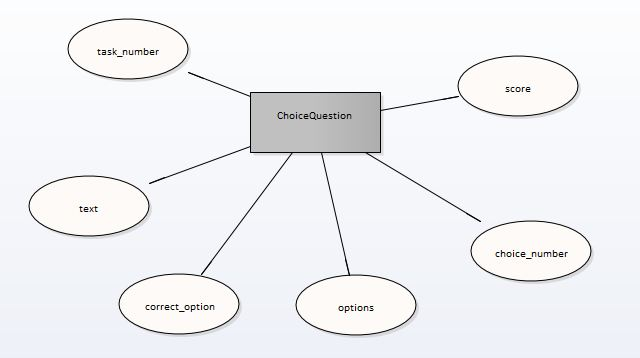 task_number
score
ChoiceQuestion
text
choice_number
correct_option
options